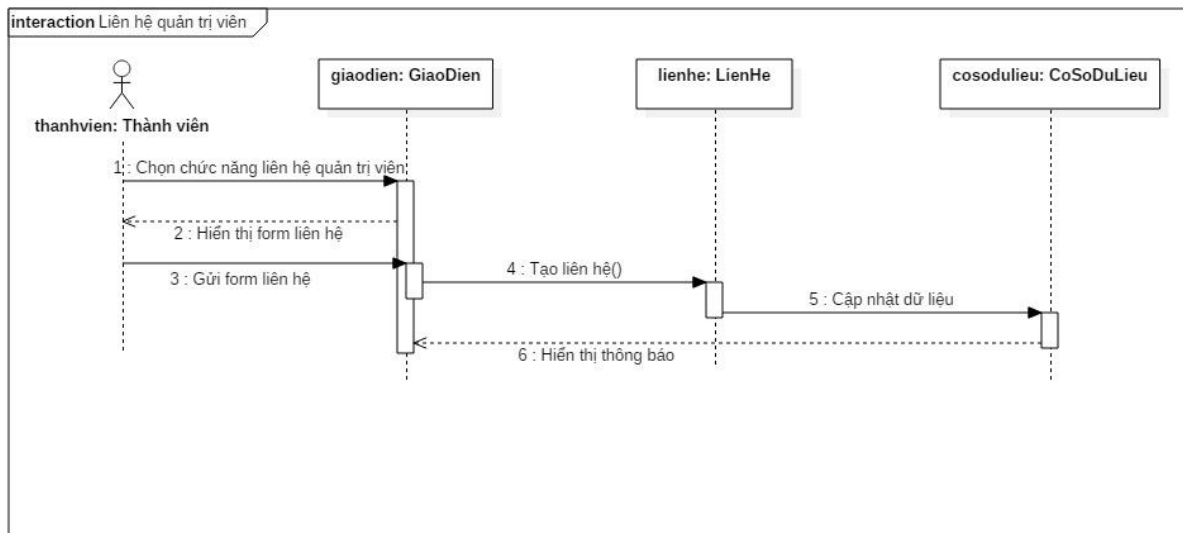 interaction Liên hệ quản trị viên
giaodien: GiaoDien
lienhe: LienHe
cosodulieu: CoSoDuLieu
thanhvien: Thành viên
1 : Chọn chức năng liên hệ quản trị viên
2 : Hiển thị form liên hệ
3 : Gửi form liên hệ
4 : Tạo liên hệ()
5 : Cập nhật dữ liệu
6 : Hiển thị thông báo